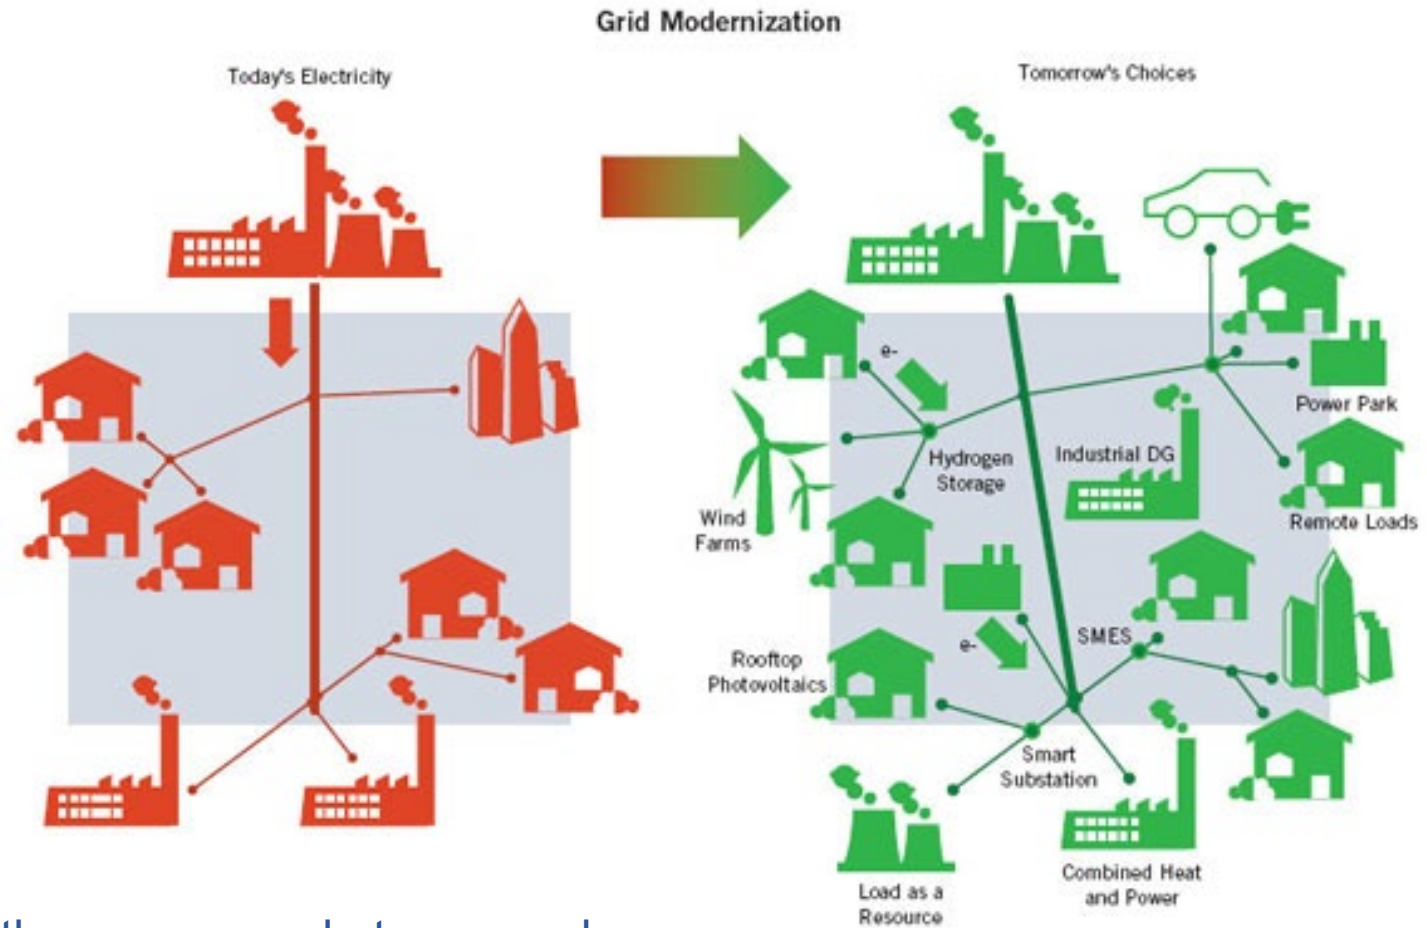 Grid Modernization
Today's Electricity
Tomorrow's Choices
e-
Power Park
Hydrogen
Storage
Industrial DG
Wind
Farms
Remote Loads
e-
SMES
Rooftop
Photovoltaics
Smart
Substation
Combined Heat
and Power
Load as a
Resource